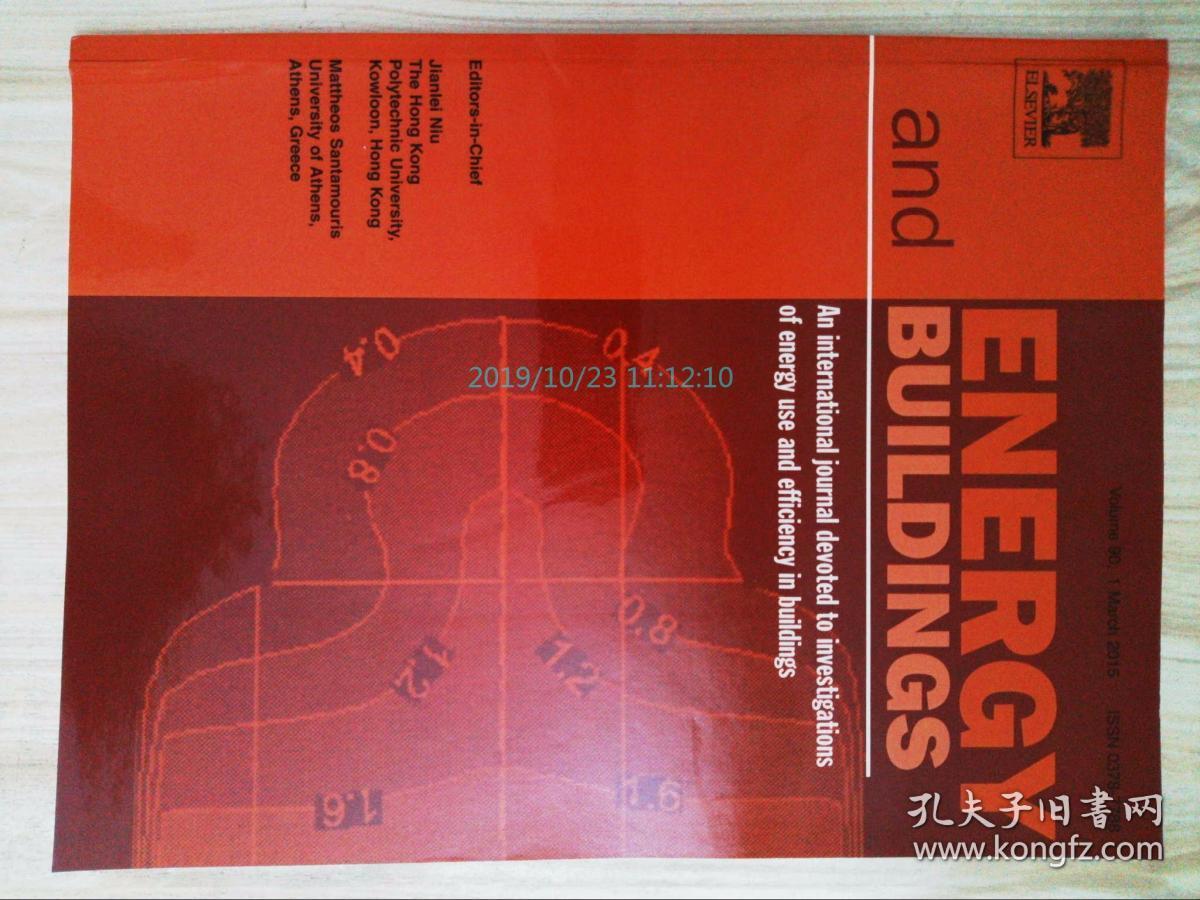 ELSEVIER
Volume 90, 1 March 2015
ENERGY
and BUILDINGS
An international journal devoted to investigations
of energy use and efficiency in buildings
Editors-in-Chief
Jianlei Niu
The Hong Kong
Polytechnic University,
Kowloon, Hong Kong
Mattheos Santamouris
University of Athens,
Athens, Greece
0.4
0.4
0.8
0.8
1.2
1.2
1.6
1.6
2019/10/23 11:12:10
孔夫子旧書网
www.kongfz.com